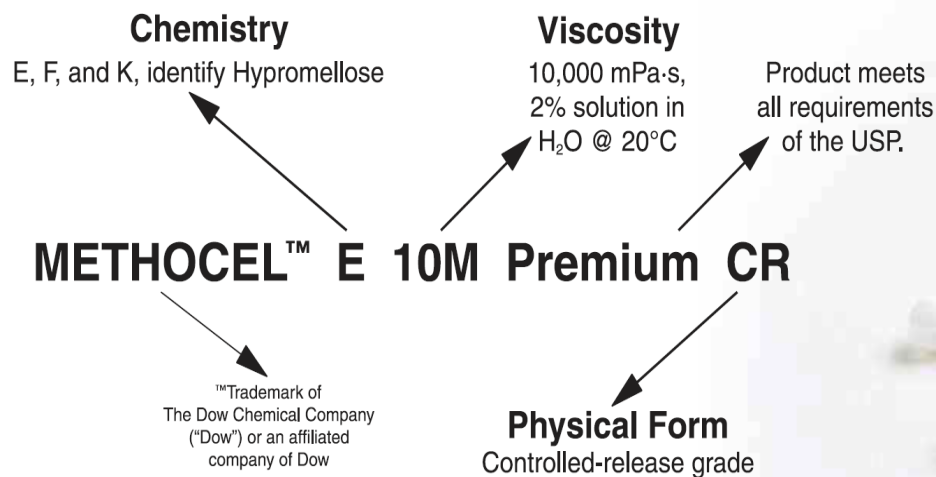 Chemistry
E, F, and K, identify Hypromellose
Viscosity
10,000 mPa·s,
2% solution in
H₂O @ 20°C
Product meets
all requirements
of the USP.
METHOCEL™ E 10M Premium CR
™Trademark of
The Dow Chemical Company
(“Dow”) or an affiliated
company of Dow
Physical Form
Controlled-release grade